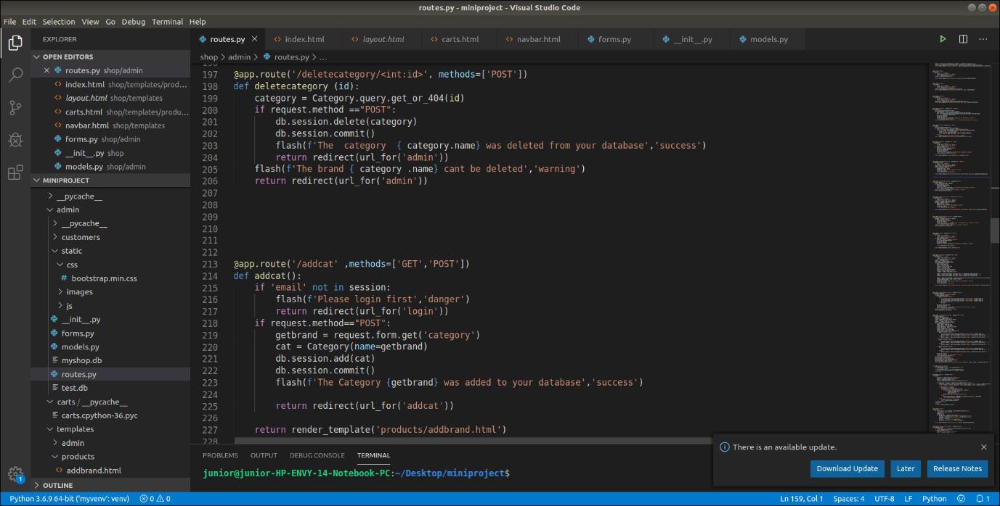 routes.py - miniproject - Visual Studio Code
File Edit Selection View Go Debug Terminal Help
EXPLORER
OPEN EDITORS
routes.py shop/admin
index.html shop/templates/prod...
layout.html shop/templates
carts.html shop/templates/produ...
navbar.html shop/templates
forms.py shop/admin
__init__.py shop
models.py shop/admin
MINIPROJECT
__pycache__
admin
__pycache__
customers
static
css
# bootstrap.min.css
images
js
__init__.py
forms.py
models.py
myshop.db
routes.py
test.db
carts / __pycache__
carts.cpython-36.pyc
templates
admin
products
addbrand.html
OUTLINE
1
routes.py index.html layout.html carts.html navbar.html forms.py __init__.py models.py
shop > admin > routes.py > ...
196
197 @app.route('/deletecategory/<int:id>', methods=['POST'])
198 def deletecategory (id):
199     category = Category.query.get_or_404(id)
200     if request.method =="POST":
201         db.session.delete(category)
202         db.session.commit()
203         flash(f'The  category  { category.name} was deleted from your database','success')
204         return redirect(url_for('admin'))
205     flash(f'The brand { category .name} cant be deleted','warning')
206     return redirect(url_for('admin'))
207
208
209
210
211
212
213 @app.route('/addcat' ,methods=['GET','POST'])
214 def addcat():
215     if 'email' not in session:
216         flash(f'Please login first','danger')
217         return redirect(url_for('login'))
218     if request.method=="POST":
219         getbrand = request.form.get('category')
220         cat = Category(name=getbrand)
221         db.session.add(cat)
222         db.session.commit()
223         flash(f'The Category {getbrand} was added to your database','success')
224
225         return redirect(url_for('addcat'))
226
227     return render_template('products/addbrand.html')
228
PROBLEMS OUTPUT DEBUG CONSOLE TERMINAL
junior@junior-HP-ENVY-14-Notebook-PC:~/Desktop/miniproject$
There is an available update.
Download Update Later Release Notes
Python 3.6.9 64-bit ('myvenv': venv) 0 0 Ln 159, Col 1 Spaces: 4 UTF-8 LF Python 1